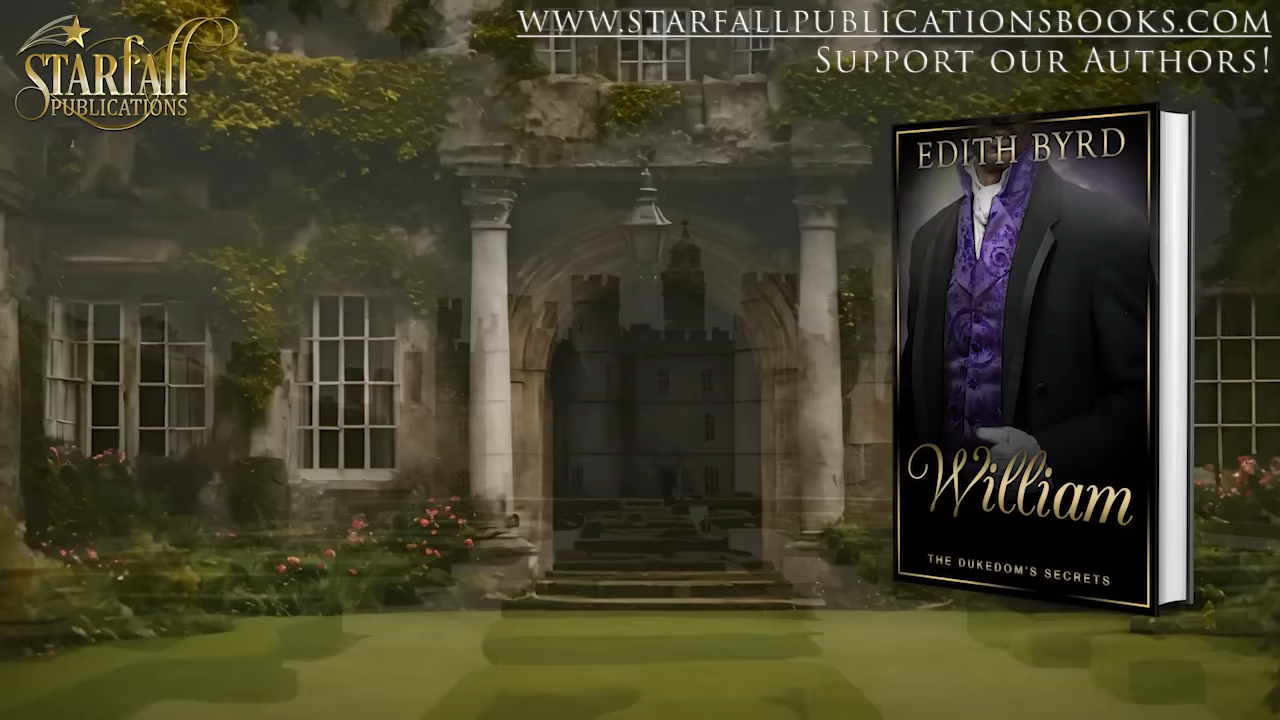 STARfall
PUBLICATIONS
WWW.STARFALLPUBLICATIONSBOOKS.COM
SUPPORT OUR AUTHORS!
EDITH BYRD
William
THE DUKEDOM'S SECRETS